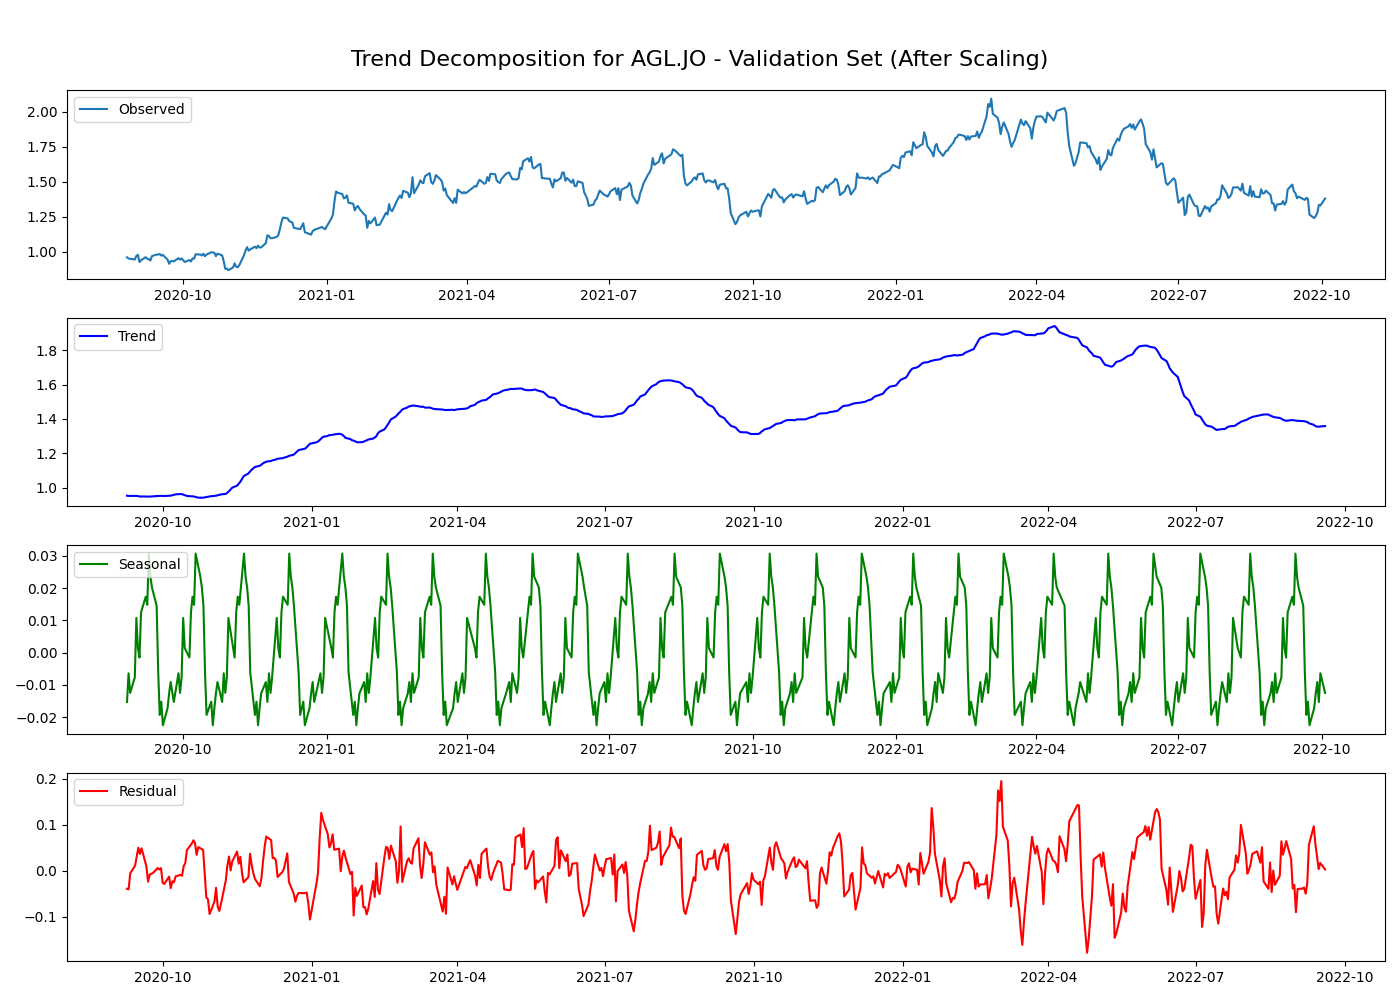 Trend Decomposition for AGL.JO - Validation Set (After Scaling)
Observed
2.00
1.75
1.50
1.25
1.00
2020-10 2021-01 2021-04 2021-07 2021-10 2022-01 2022-04 2022-07 2022-10
Trend
1.8
1.6
1.4
1.2
1.0
2020-10 2021-01 2021-04 2021-07 2021-10 2022-01 2022-04 2022-07 2022-10
Seasonal
0.03
0.02
0.01
0.00
−0.01
−0.02
2020-10 2021-01 2021-04 2021-07 2021-10 2022-01 2022-04 2022-07 2022-10
Residual
0.2
0.1
0.0
−0.1
2020-10 2021-01 2021-04 2021-07 2021-10 2022-01 2022-04 2022-07 2022-10